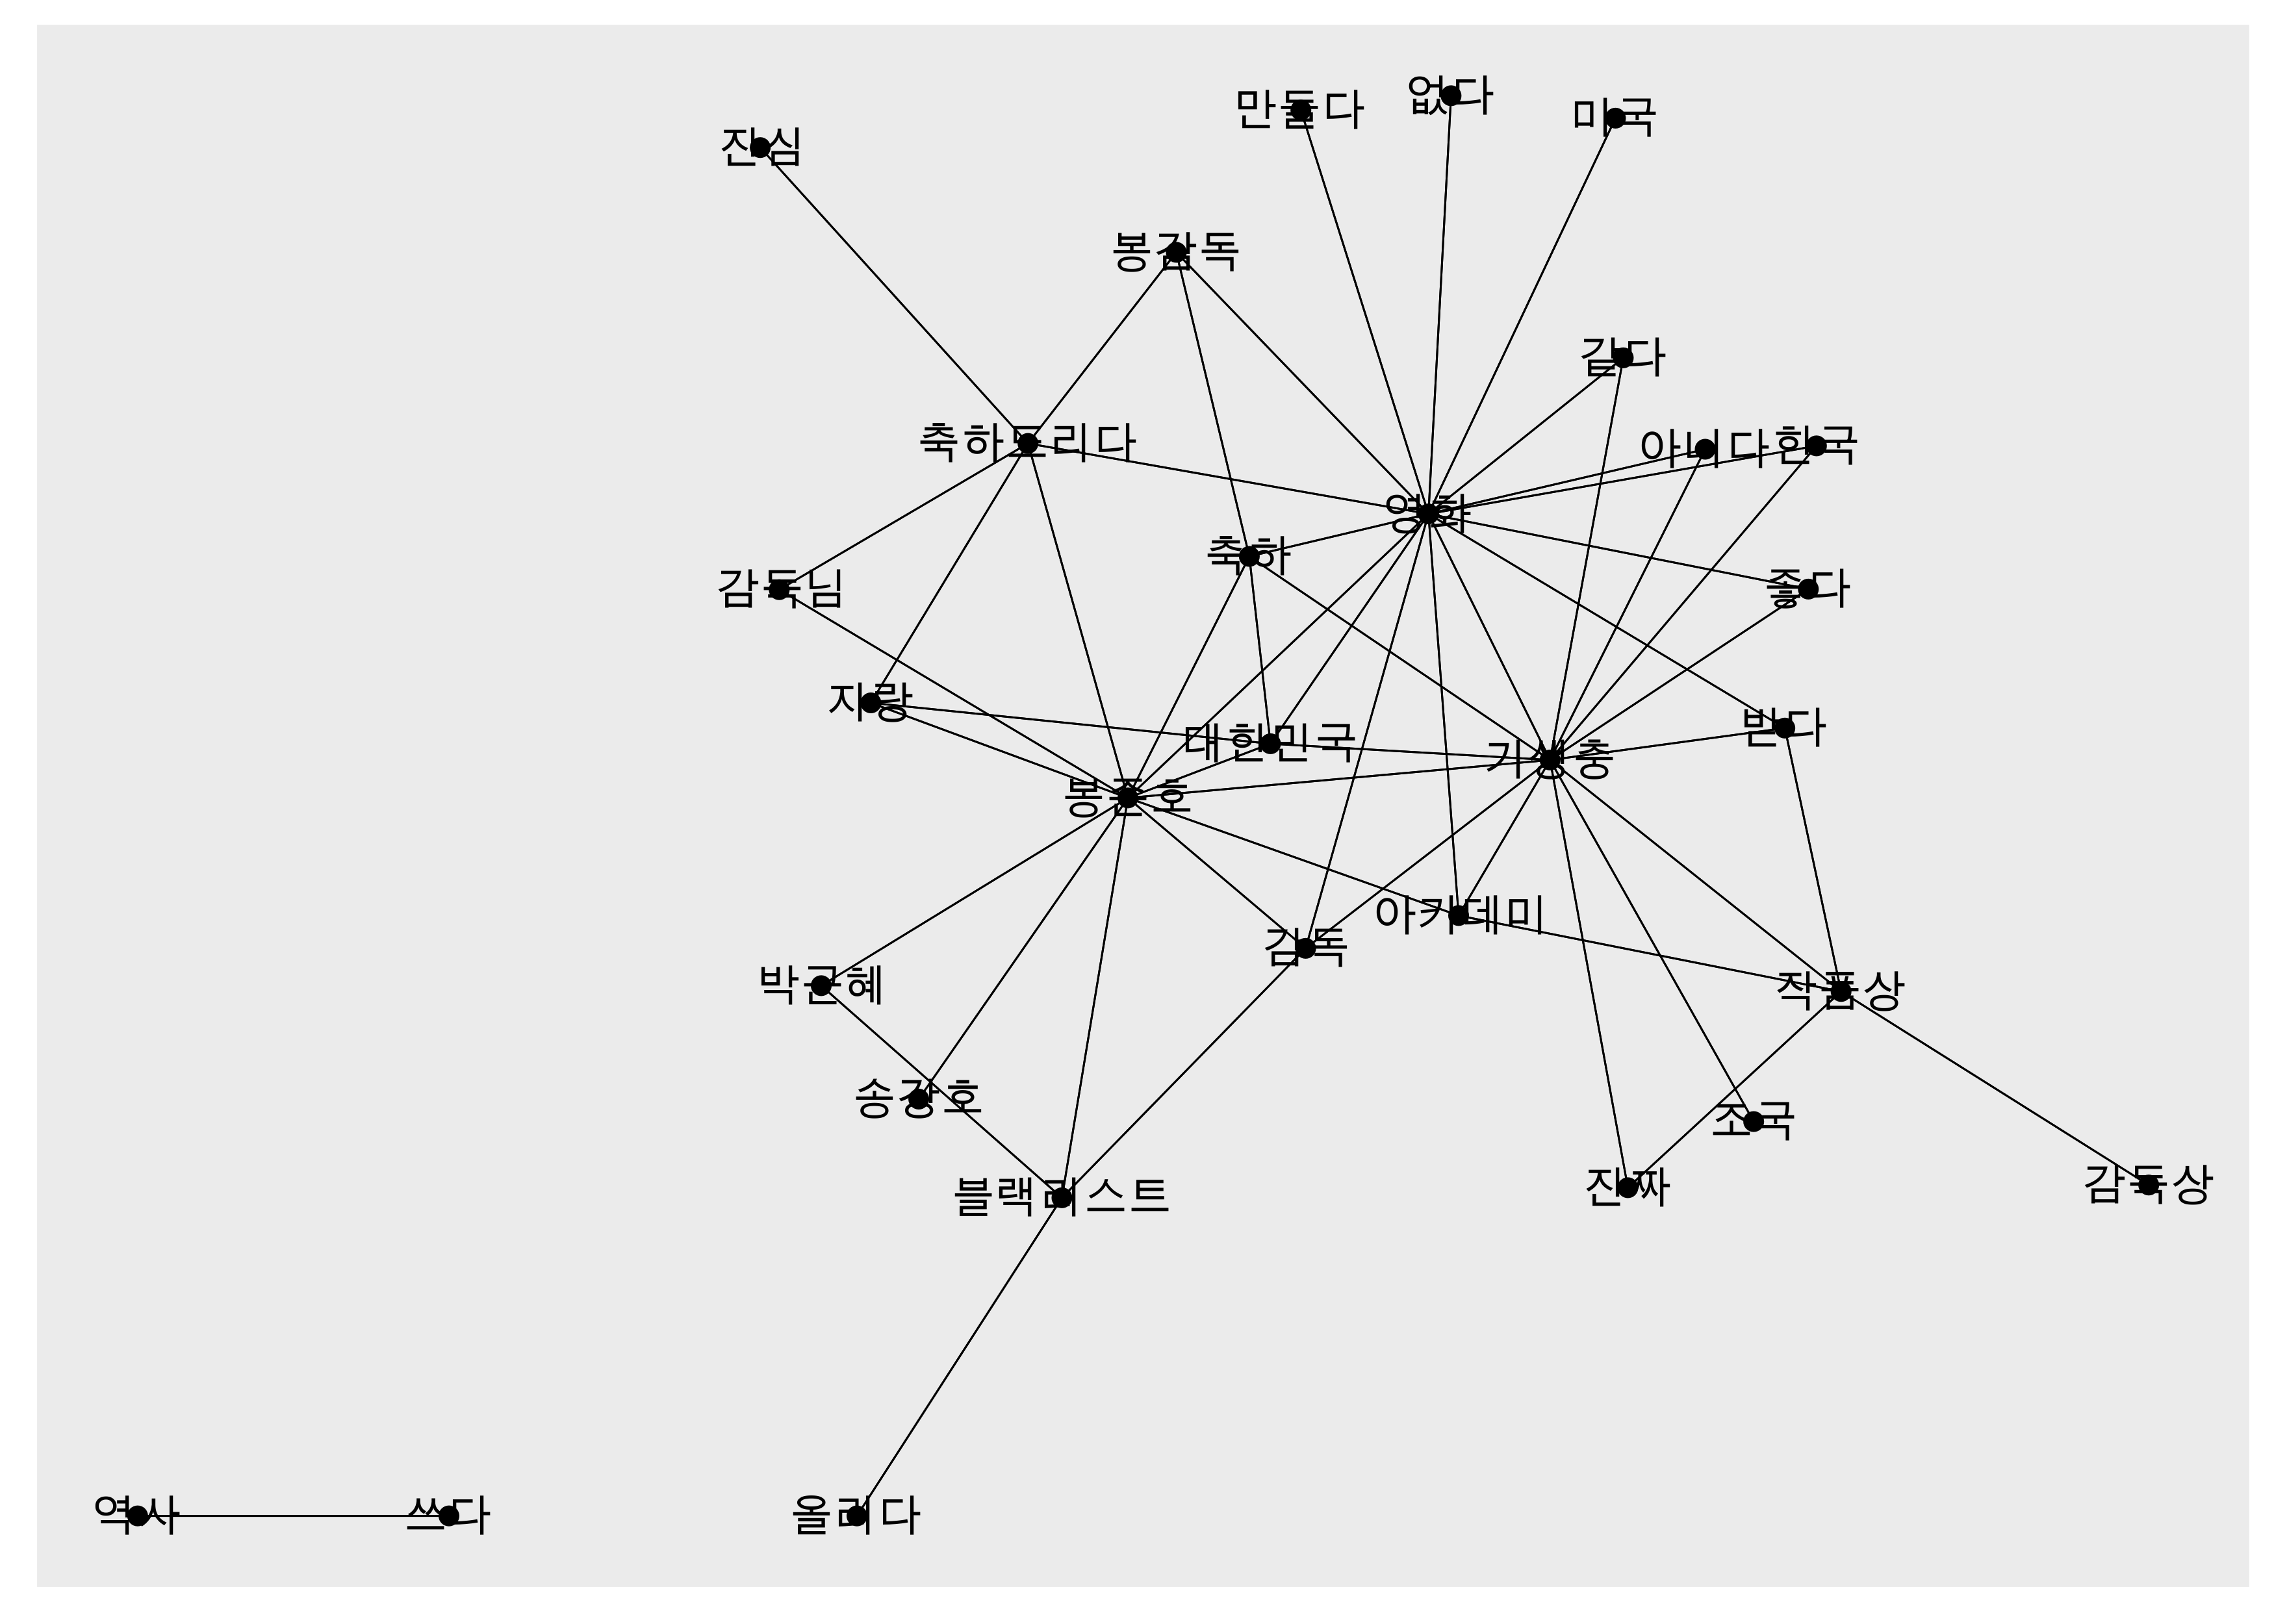 없다
만들다
미국
진심
봉감독
같다
축하드리다
아니다
한국
영화
축하
감독님
좋다
자랑
받다
대한민국
기생충
봉준호
아카데미
감독
박근혜
작품상
송강호
조국
진짜
감독상
블랙리스트
역사
쓰다
올리다